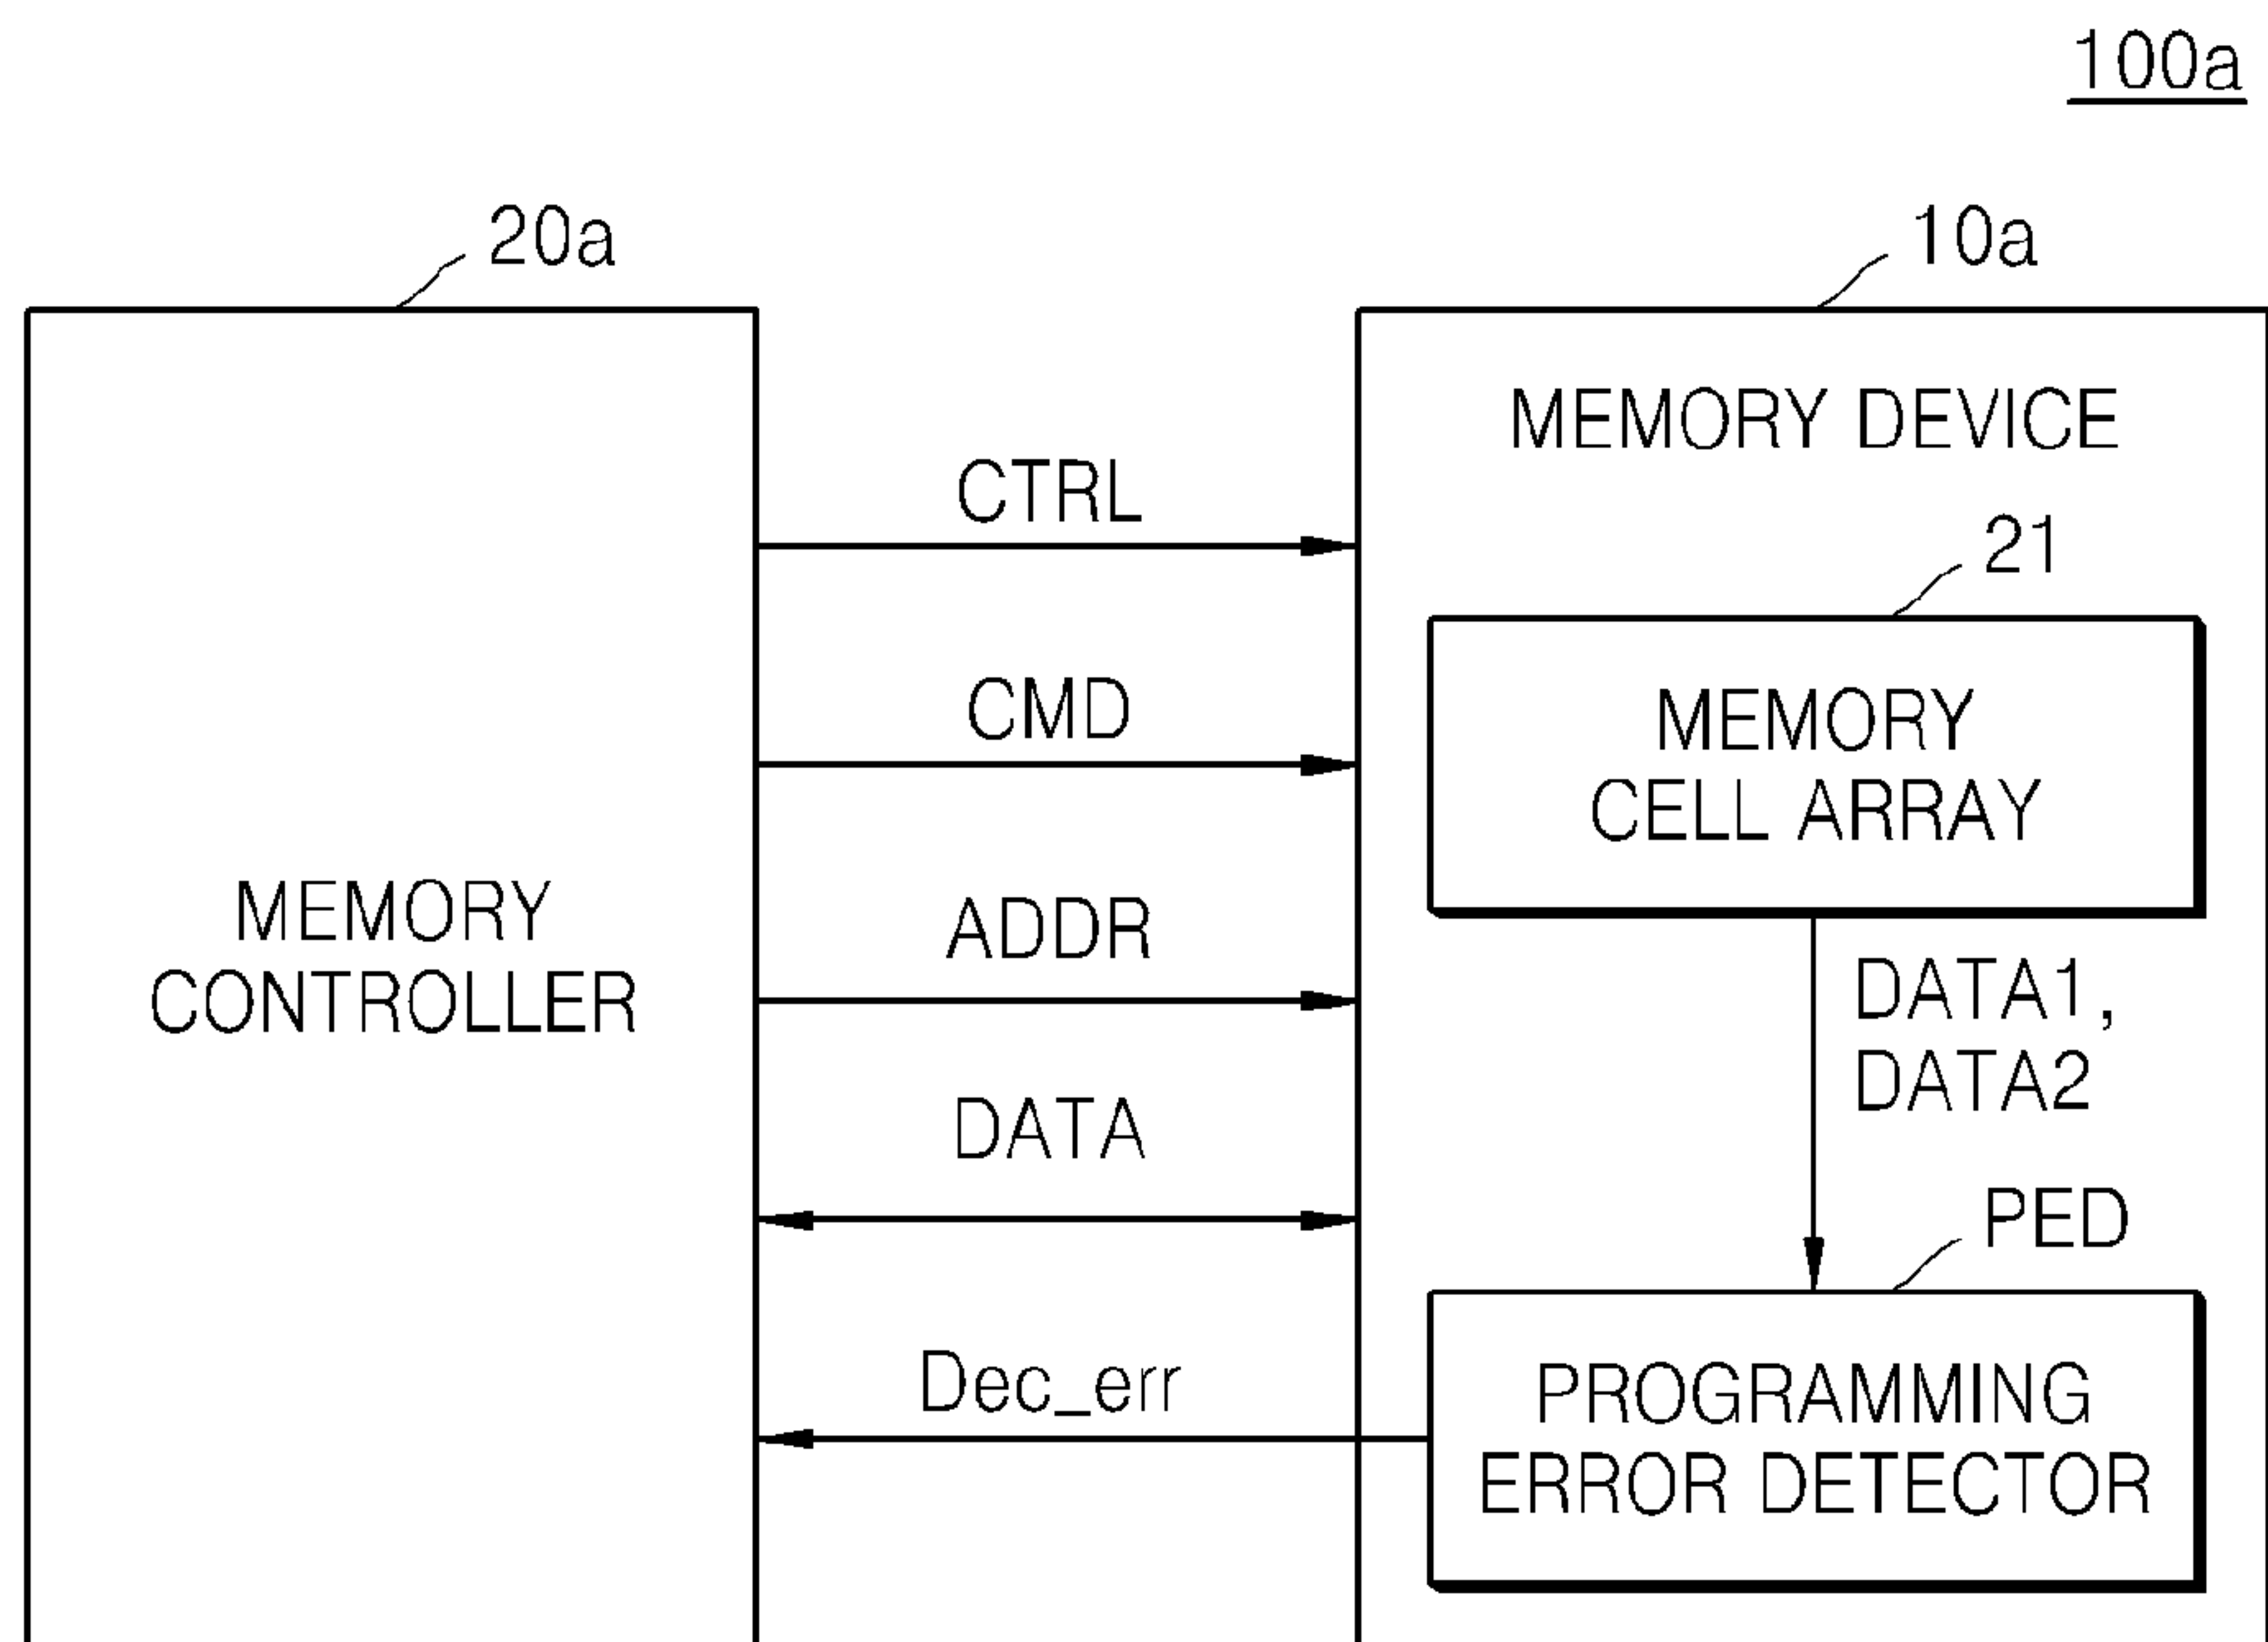 100a
20a
10a
MEMORY DEVICE
CTRL
21
CMD
MEMORY
CELL ARRAY
MEMORY
CONTROLLER
ADDR
DATA1,
DATA2
DATA
PED
Dec_err
PROGRAMMING
ERROR DETECTOR